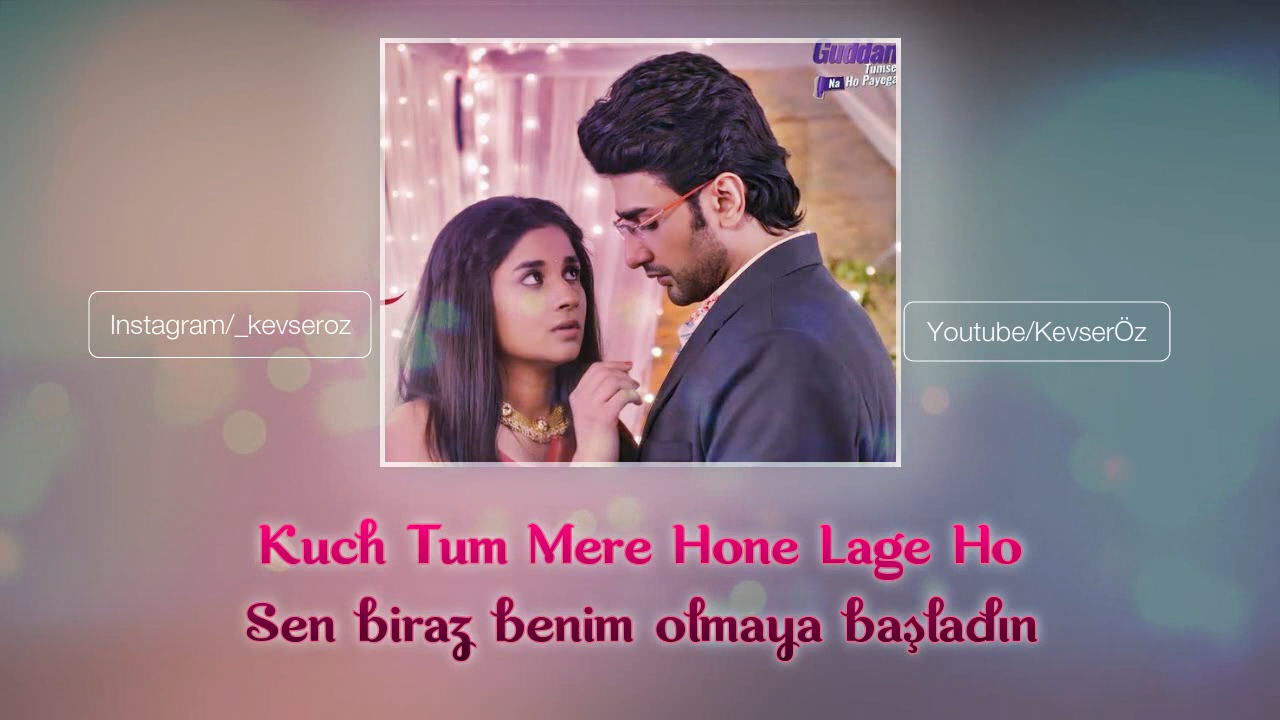 Guddan
Tumse
Na Ho Payega
Instagram/_kevseroz
Youtube/KevserÖz
Kuch Tum Mere Hone Lage Ho
Sen biraz benim olmaya başladın